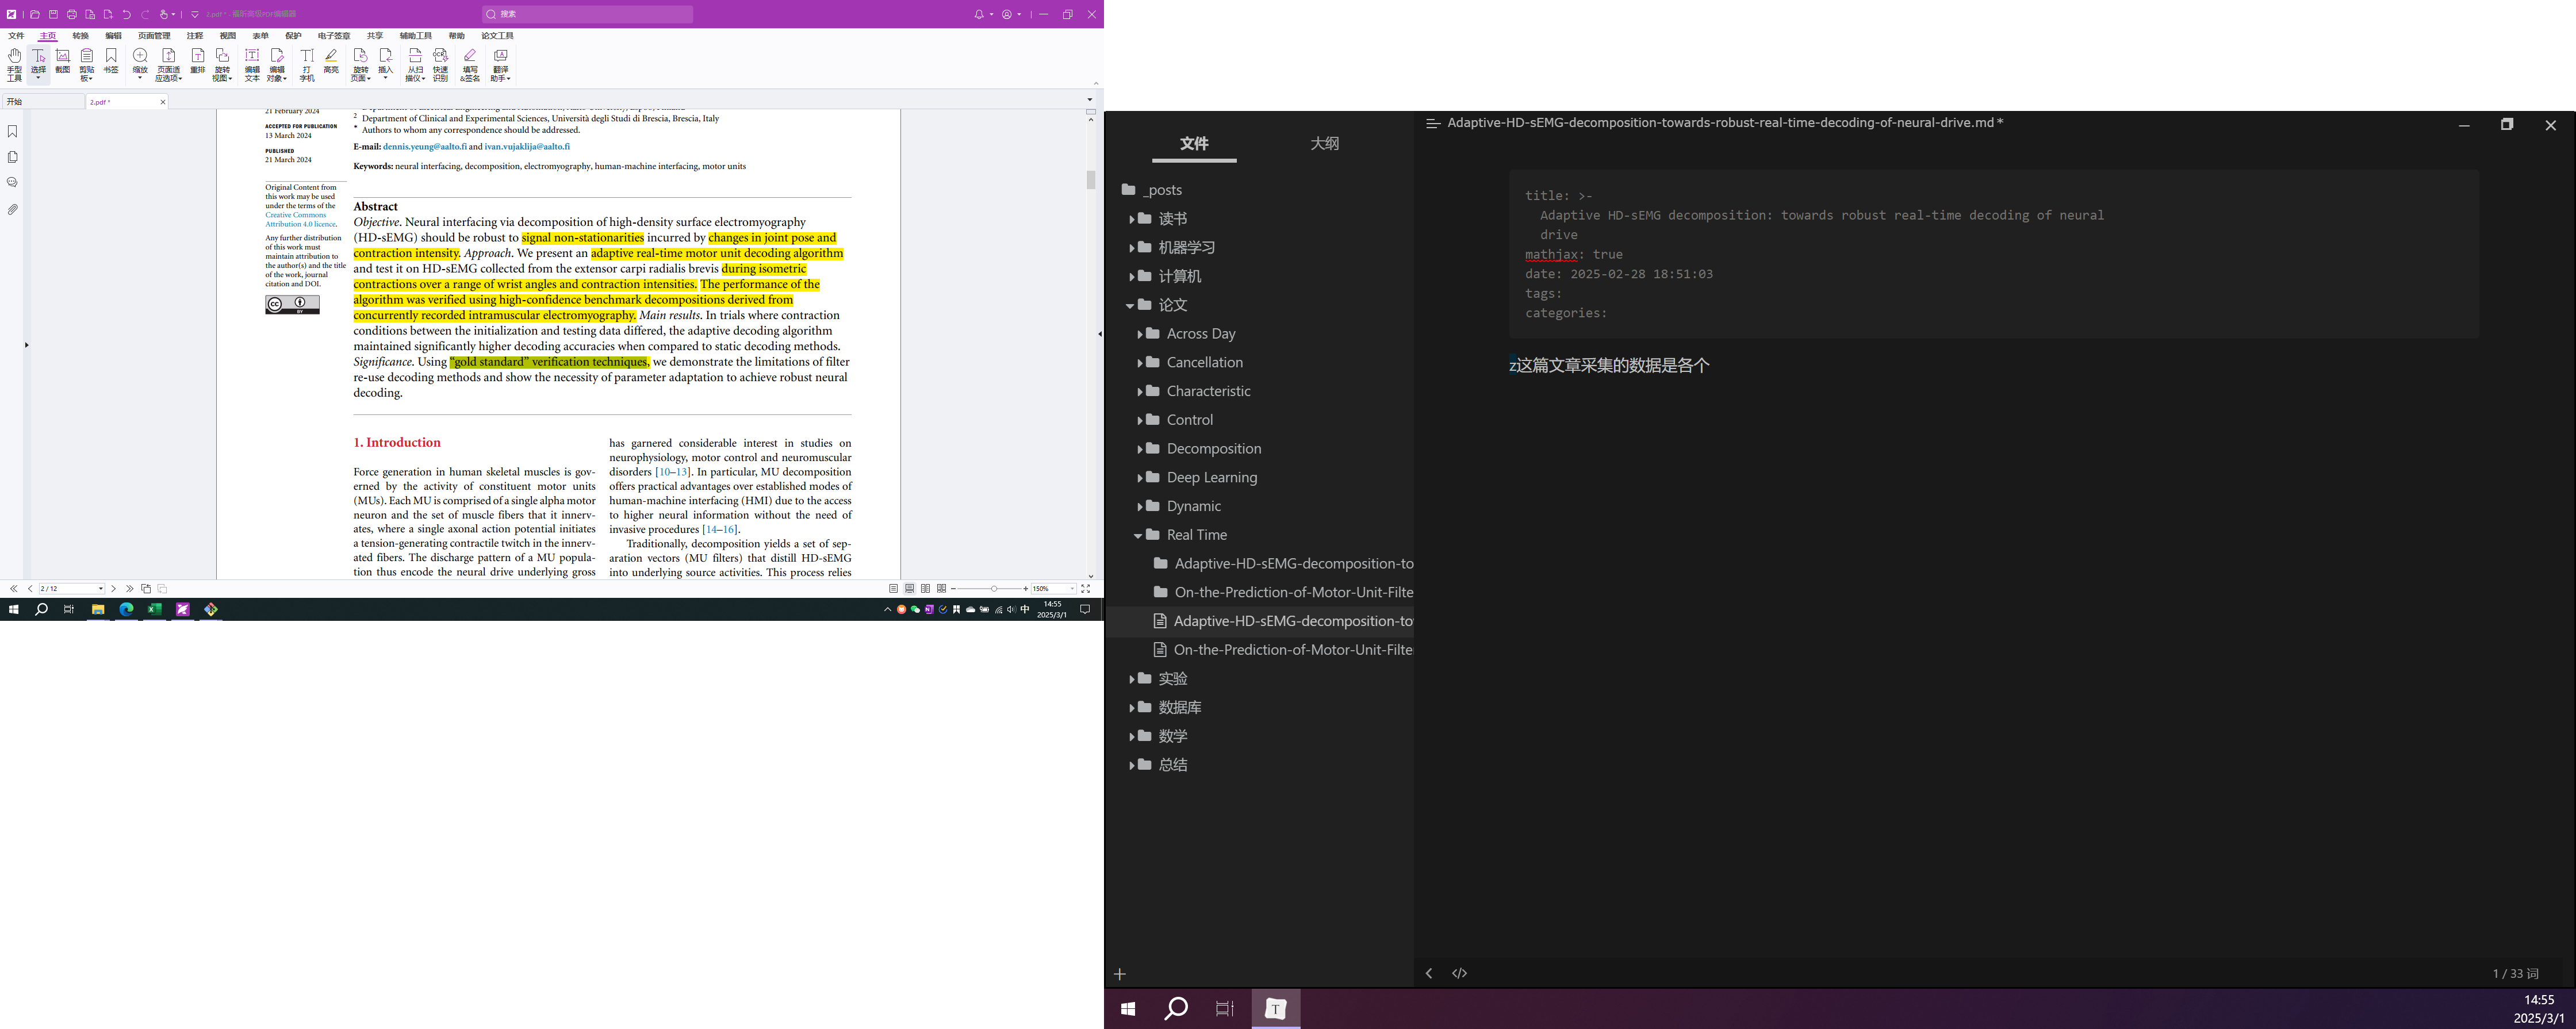 2.pdf * - 福昕高级PDF编辑器
搜索
文件 主页 转换 编辑 页面管理 注释 视图 表单 保护 电子签章 共享 辅助工具 帮助 论文工具
手型工具 选择 截图 剪贴板 书签 缩放 页面适应选项 重排 旋转视图 编辑文本 编辑对象 打字机 高亮 旋转页面 插入 从扫描仪 快速识别 填写&签名 翻译助手
开始
2.pdf *
21 February 2024
ACCEPTED FOR PUBLICATION
13 March 2024
PUBLISHED
21 March 2024
Original Content from
this work may be used
under the terms of the
Creative Commons
Attribution 4.0 licence.
Any further distribution
of this work must
maintain attribution to
the author(s) and the title
of the work, journal
citation and DOI.
cc BY
2 Department of Clinical and Experimental Sciences, Università degli Studi di Brescia, Brescia, Italy
* Authors to whom any correspondence should be addressed.
E-mail: dennis.yeung@aalto.fi and ivan.vujaklija@aalto.fi
Keywords: neural interfacing, decomposition, electromyography, human-machine interfacing, motor units
Abstract
Objective. Neural interfacing via decomposition of high-density surface electromyography
(HD-sEMG) should be robust to signal non-stationarities incurred by changes in joint pose and
contraction intensity. Approach. We present an adaptive real-time motor unit decoding algorithm
and test it on HD-sEMG collected from the extensor carpi radialis brevis during isometric
contractions over a range of wrist angles and contraction intensities. The performance of the
algorithm was verified using high-confidence benchmark decompositions derived from
concurrently recorded intramuscular electromyography. Main results. In trials where contraction
conditions between the initialization and testing data differed, the adaptive decoding algorithm
maintained significantly higher decoding accuracies when compared to static decoding methods.
Significance. Using “gold standard” verification techniques, we demonstrate the limitations of filter
re-use decoding methods and show the necessity of parameter adaptation to achieve robust neural
decoding.
1. Introduction
Force generation in human skeletal muscles is gov-
erned by the activity of constituent motor units
(MUs). Each MU is comprised of a single alpha motor
neuron and the set of muscle fibers that it innerv-
ates, where a single axonal action potential initiates
a tension-generating contractile twitch in the innerv-
ated fibers. The discharge pattern of a MU popula-
tion thus encode the neural drive underlying gross
has garnered considerable interest in studies on
neurophysiology, motor control and neuromuscular
disorders [10–13]. In particular, MU decomposition
offers practical advantages over established modes of
human-machine interfacing (HMI) due to the access
to higher neural information without the need of
invasive procedures [14–16].
Traditionally, decomposition yields a set of sep-
aration vectors (MU filters) that distill HD-sEMG
into underlying source activities. This process relies
2 / 12
150%
中
14:55
2025/3/1
文件 大纲
_posts
读书
机器学习
计算机
论文
Across Day
Cancellation
Characteristic
Control
Decomposition
Deep Learning
Dynamic
Real Time
Adaptive-HD-sEMG-decomposition-to
On-the-Prediction-of-Motor-Unit-Filte
Adaptive-HD-sEMG-decomposition-to
On-the-Prediction-of-Motor-Unit-Filte
实验
数据库
数学
总结
Adaptive-HD-sEMG-decomposition-towards-robust-real-time-decoding-of-neural-drive.md *
title: >-
Adaptive HD-sEMG decomposition: towards robust real-time decoding of neural
drive
mathjax: true
date: 2025-02-28 18:51:03
tags:
categories:
z这篇文章采集的数据是各个
1 / 33 词
14:55
2025/3/1